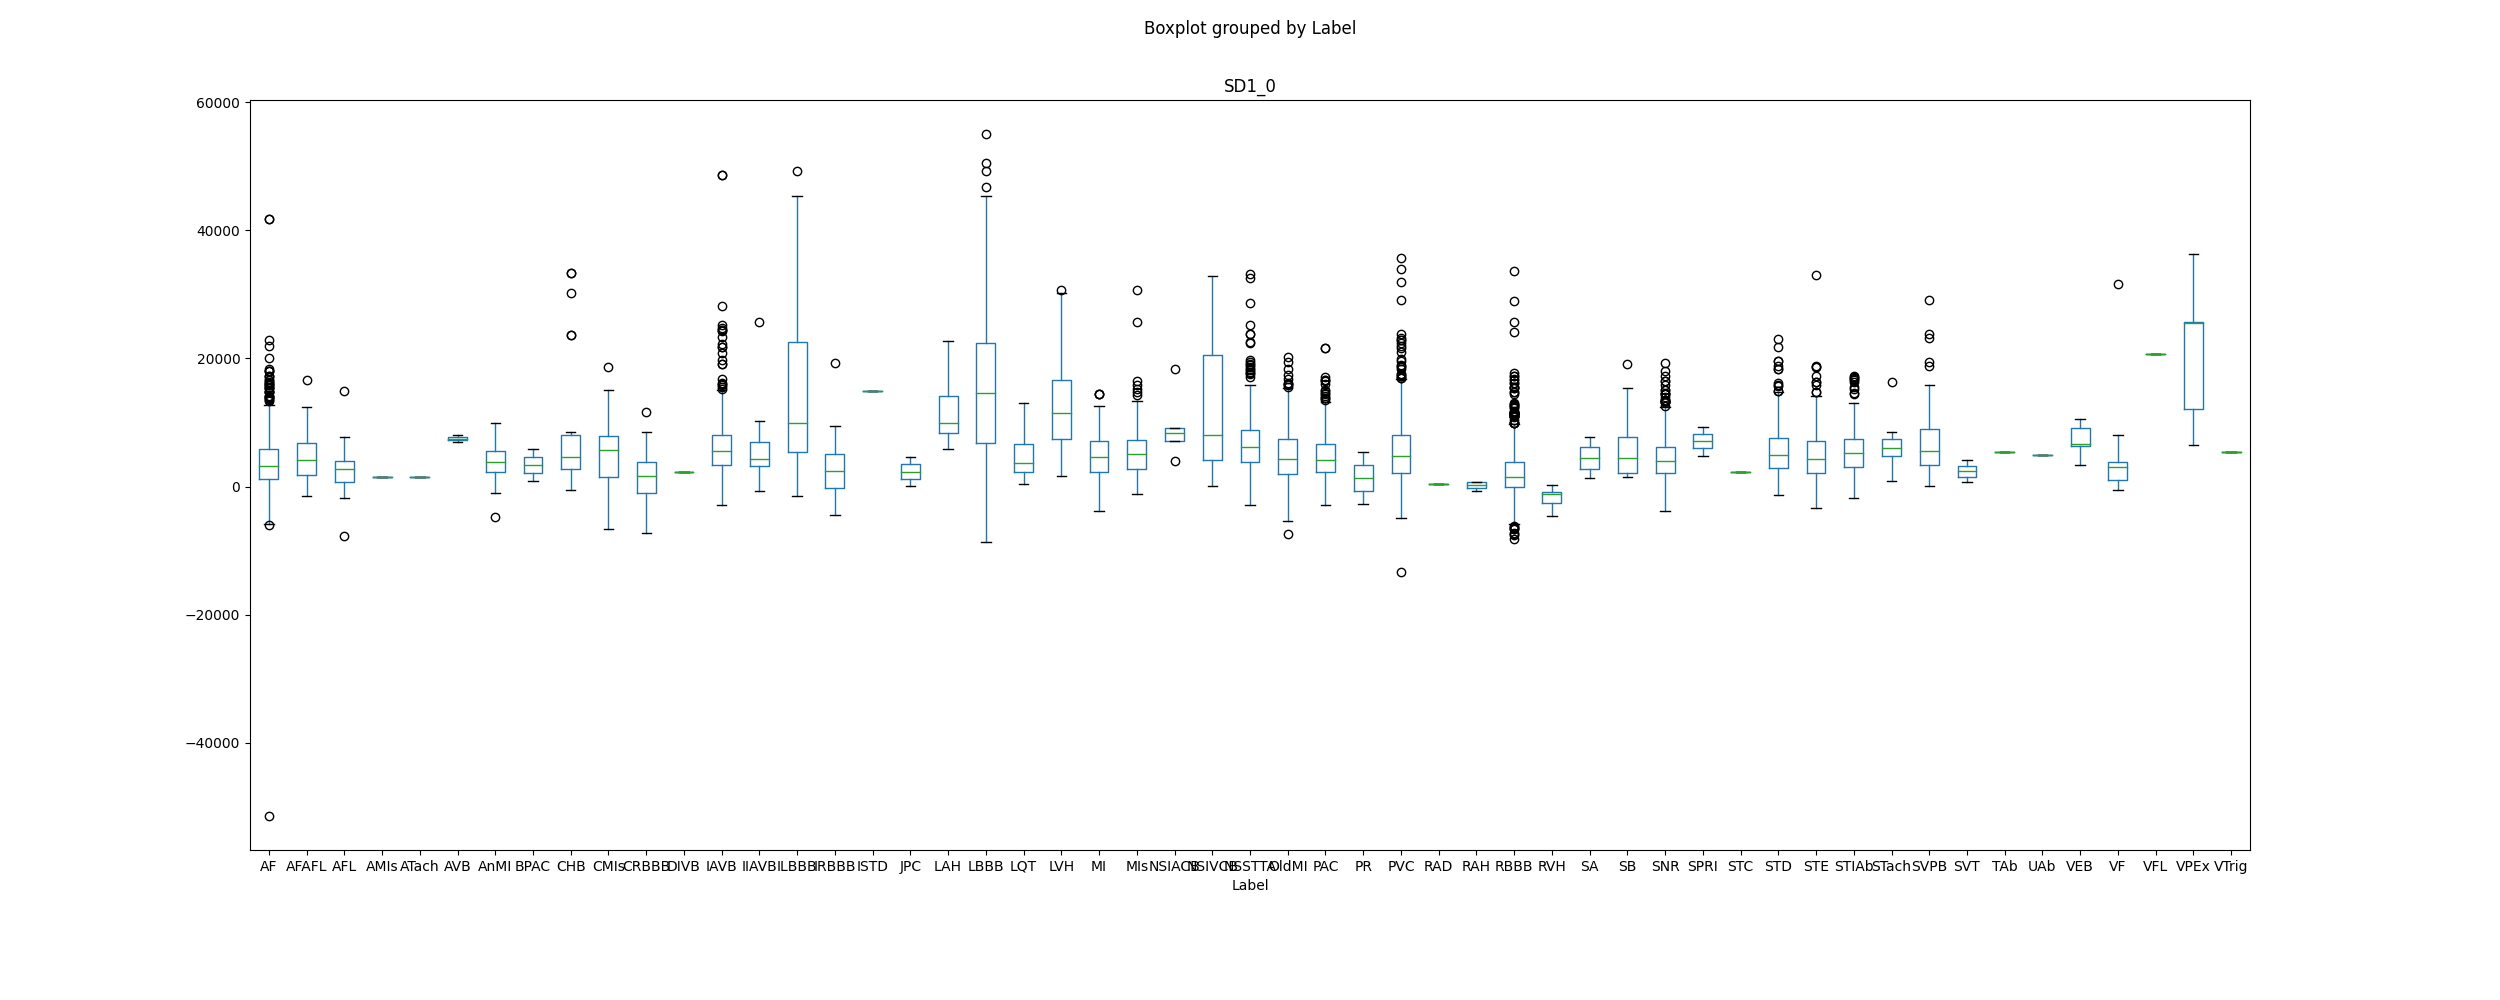 Boxplot grouped by Label
SD1_0
60000
40000
20000
0
−20000
−40000
AF AFAFL AFL AMIs ATach AVB AnMI BPAC CHB CMIs CRBBB DIVB IAVB IIAVB ILBBB IRBBB ISTD JPC LAH LBBB LQT LVH MI MIs NSIACB NSIVCB NSSTTA OldMI PAC PR PVC RAD RAH RBBB RVH SA SB SNR SPRI STC STD STE STIAb STach SVPB SVT TAb UAb VEB VF VFL VPEx VTrig
Label